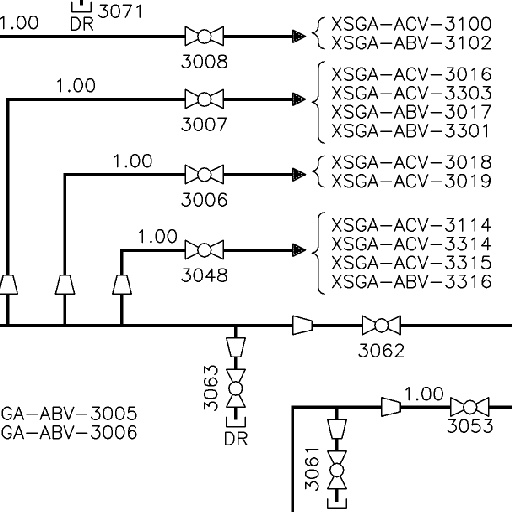 3071
1.00
DR
XSGA-ACV-3100
XSGA-ABV-3102
3008
1.00
XSGA-ACV-3016
XSGA-ACV-3303
XSGA-ABV-3017
XSGA-ABV-3301
3007
1.00
XSGA-ACV-3018
XSGA-ACV-3019
3006
1.00
XSGA-ACV-3114
XSGA-ACV-3314
XSGA-ACV-3315
XSGA-ABV-3316
3048
3062
3063
DR
GA-ABV-3005
GA-ABV-3006
1.00
3053
3061